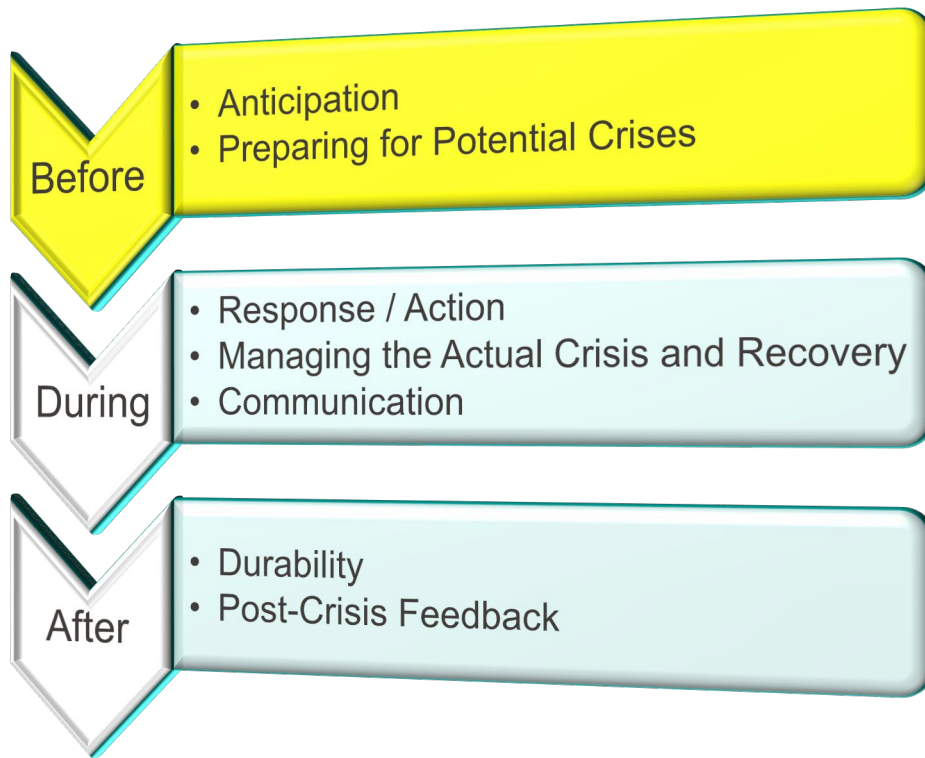 Before
• Anticipation
• Preparing for Potential Crises
During
• Response / Action
• Managing the Actual Crisis and Recovery
• Communication
After
• Durability
• Post-Crisis Feedback